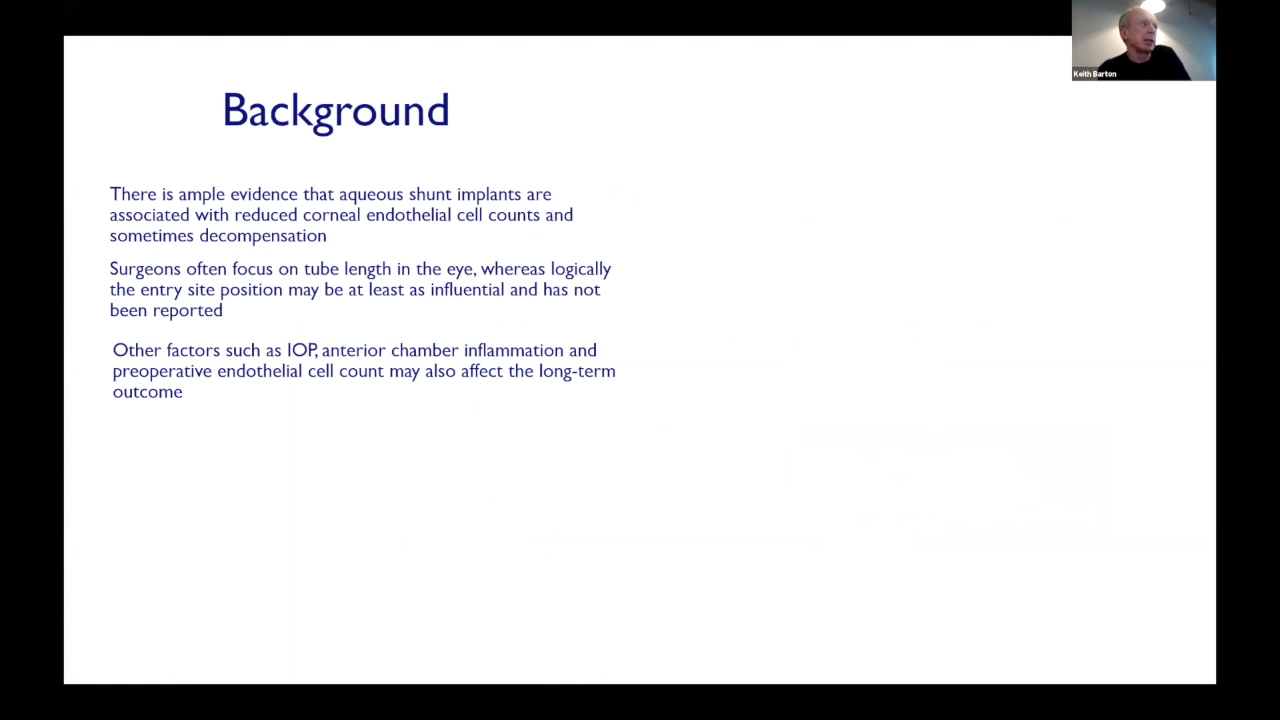 Keith Barton
Background
There is ample evidence that aqueous shunt implants are
associated with reduced corneal endothelial cell counts and
sometimes decompensation
Surgeons often focus on tube length in the eye, whereas logically
the entry site position may be at least as influential and has not
been reported
Other factors such as IOP, anterior chamber inflammation and
preoperative endothelial cell count may also affect the long-term
outcome